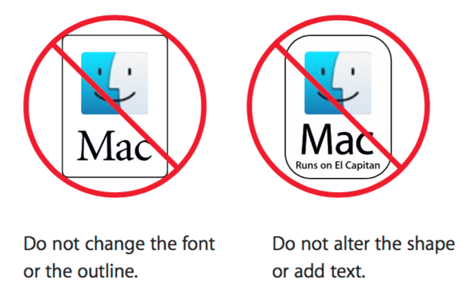 Mac
Mac
Runs on El Capitan
Do not change the font
or the outline.
Do not alter the shape
or add text.